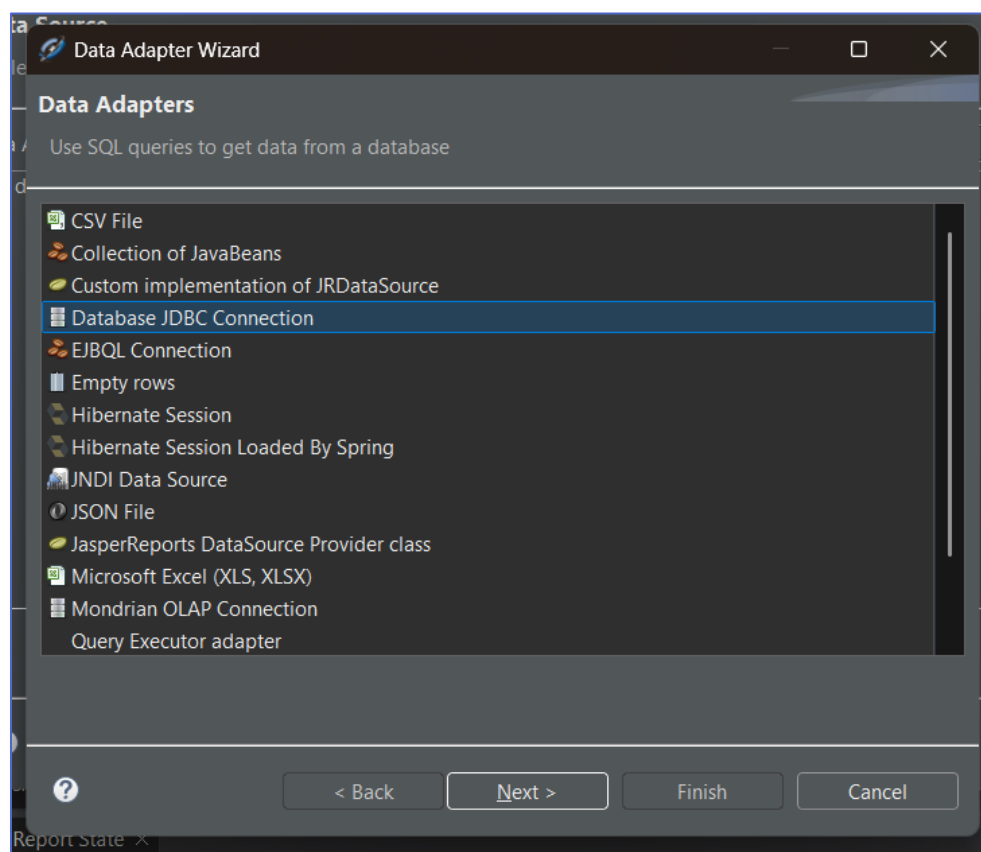 ta Source
Data Adapter Wizard
Data Adapters
Use SQL queries to get data from a database
CSV File
Collection of JavaBeans
Custom implementation of JRDataSource
Database JDBC Connection
EJBQL Connection
Empty rows
Hibernate Session
Hibernate Session Loaded By Spring
JNDI Data Source
JSON File
JasperReports DataSource Provider class
Microsoft Excel (XLS, XLSX)
Mondrian OLAP Connection
Query Executor adapter
? < Back Next > Finish Cancel
Report State